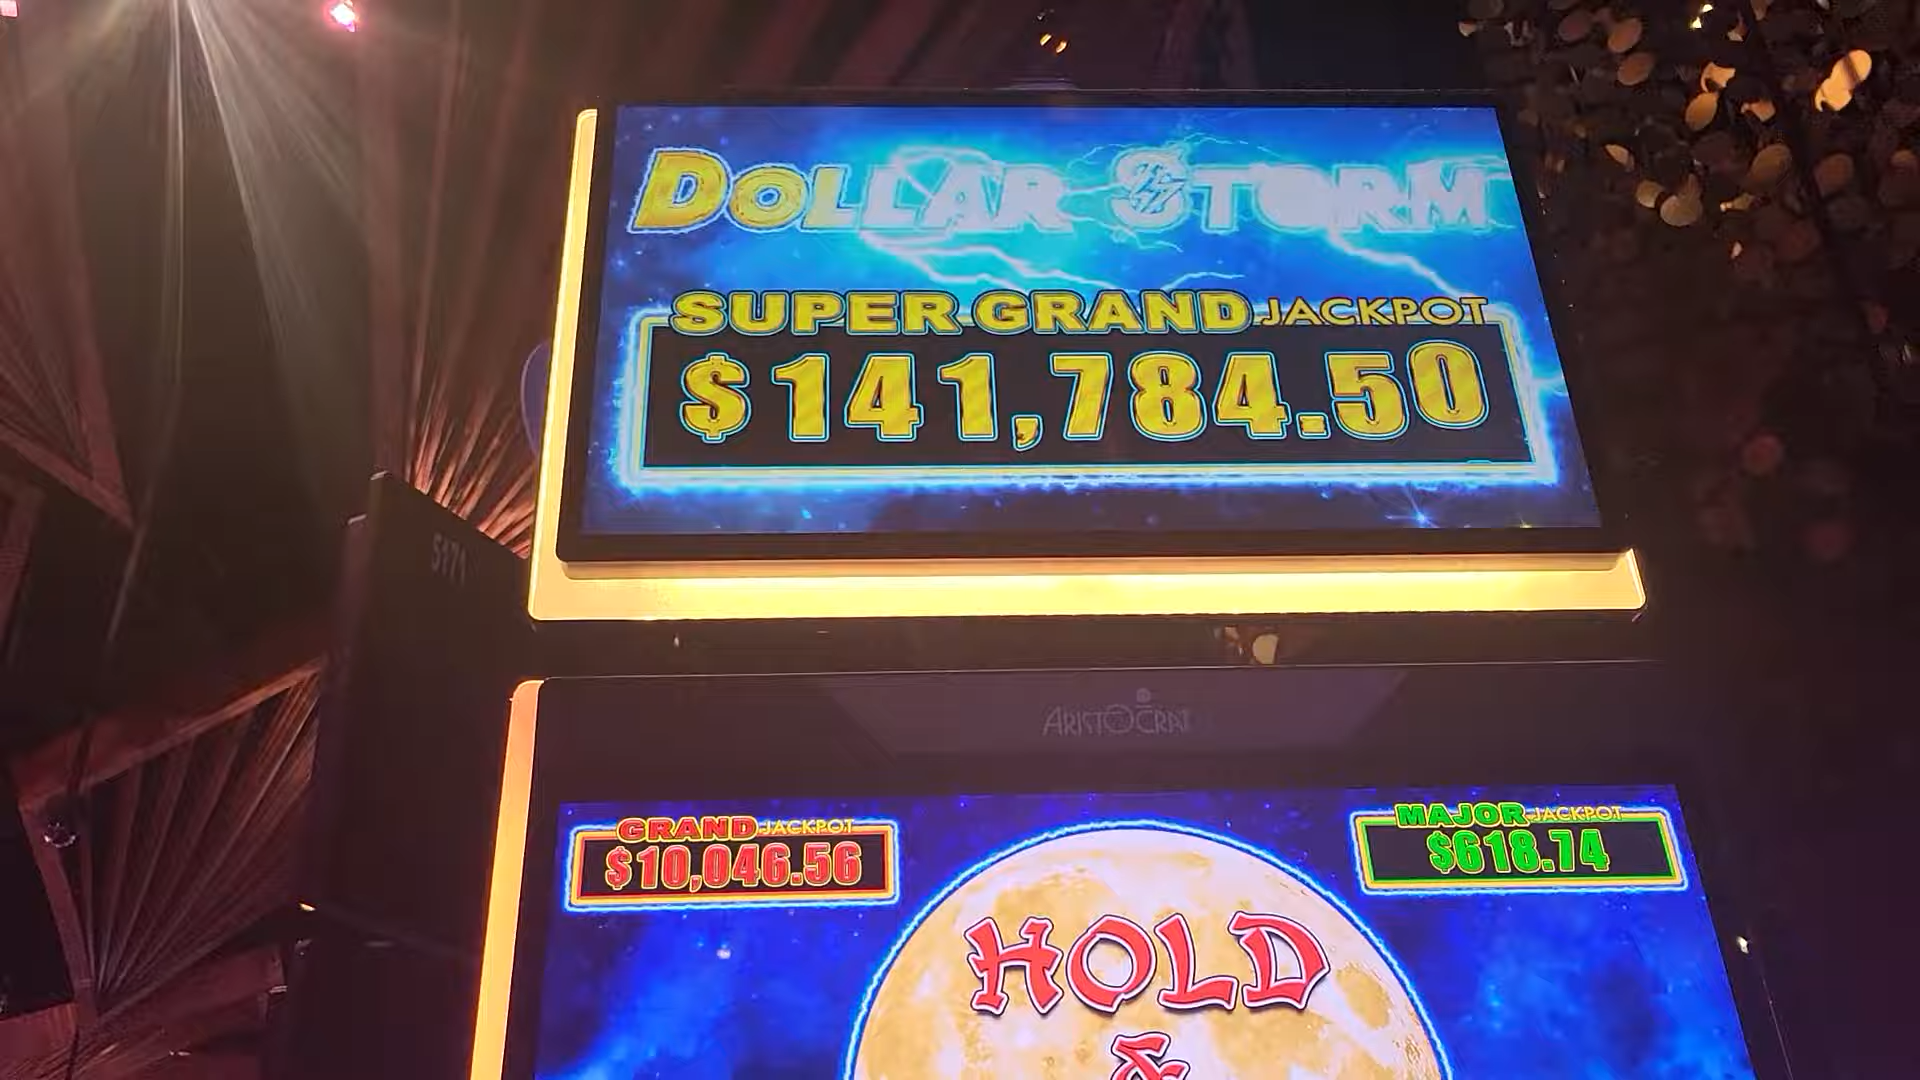 DOLLAR STORM
SUPER GRAND JACKPOT
$141,784.50
5171
ARISTOCRAT
GRAND JACKPOT
$10,046.56
MAJOR JACKPOT
$618.74
HOLD
&